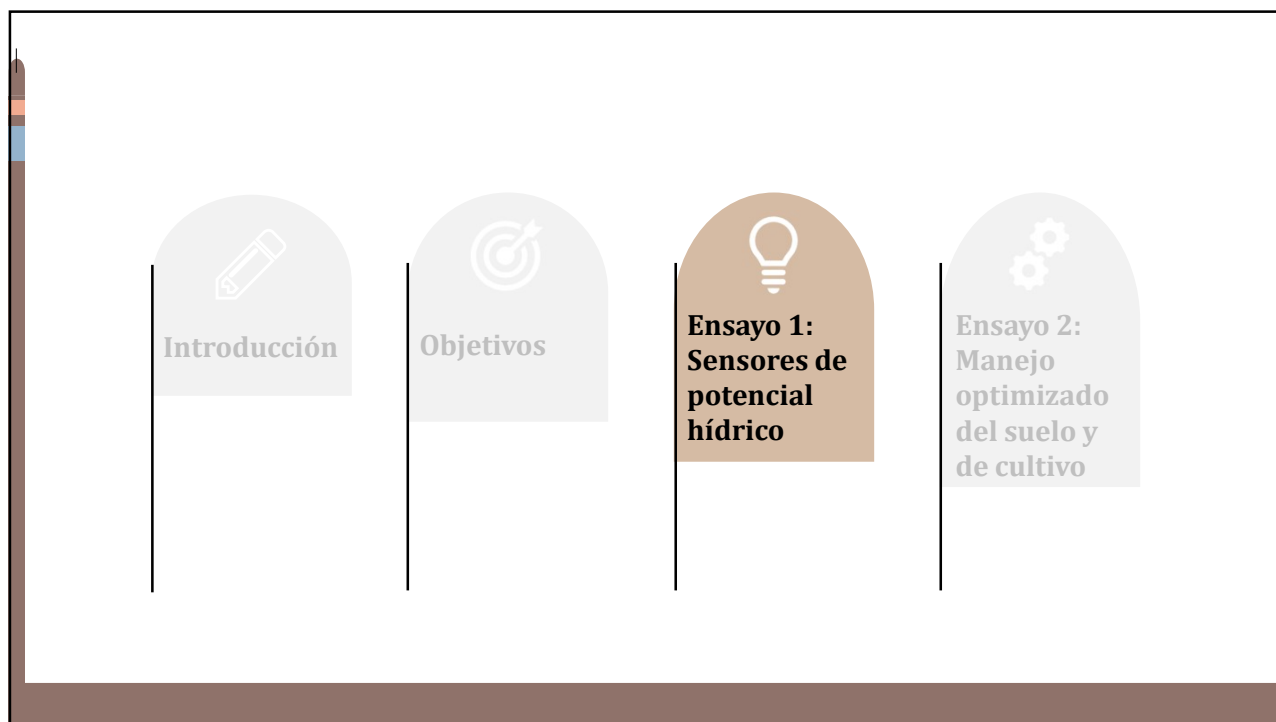 Introducción
Objetivos
Ensayo 1:
Sensores de
potencial
hídrico
Ensayo 2:
Manejo
optimizado
del suelo y
de cultivo